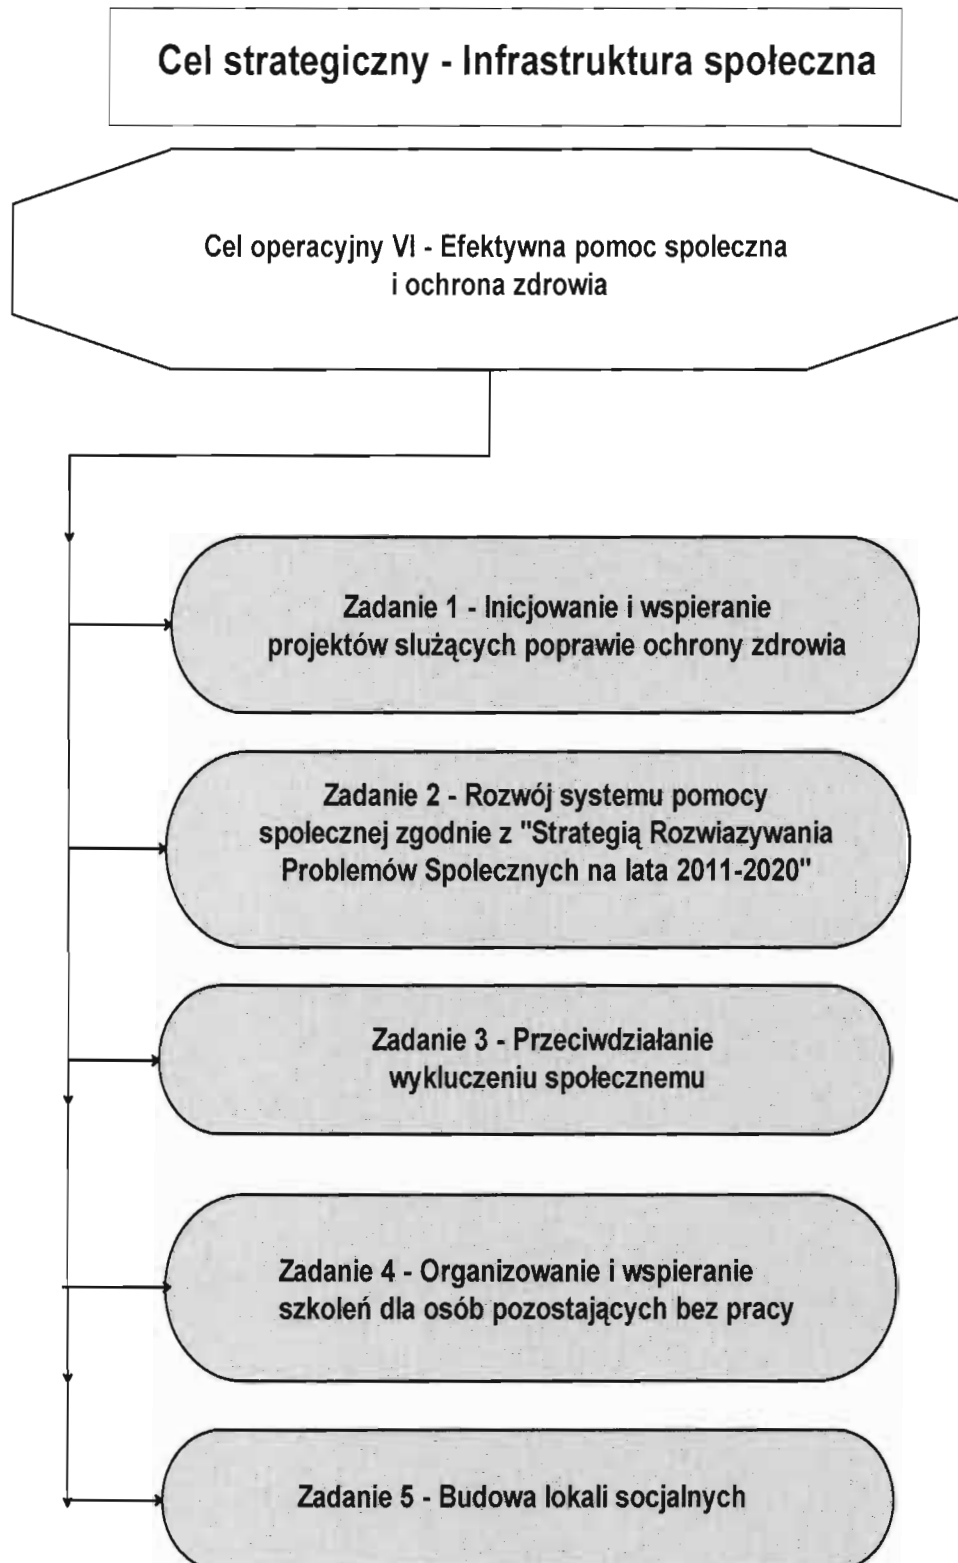 Cel strategiczny - Infrastruktura społeczna
Cel operacyjny VI - Efektywna pomoc spoleczna
i ochrona zdrowia
Zadanie 1 - Inicjowanie i wspieranie
projektów slużących poprawie ochrony zdrowia
Zadanie 2 - Rozwój systemu pomocy
spolecznej zgodnie z "Strategią Rozwiazywania
Problemów Spolecznych na lata 2011-2020"
Zadanie 3 - Przeciwdziałanie
wykluczeniu społecznemu
Zadanie 4 - Organizowanie i wspieranie
szkoleń dla osób pozostających bez pracy
Zadanie 5 - Budowa lokali socjalnych